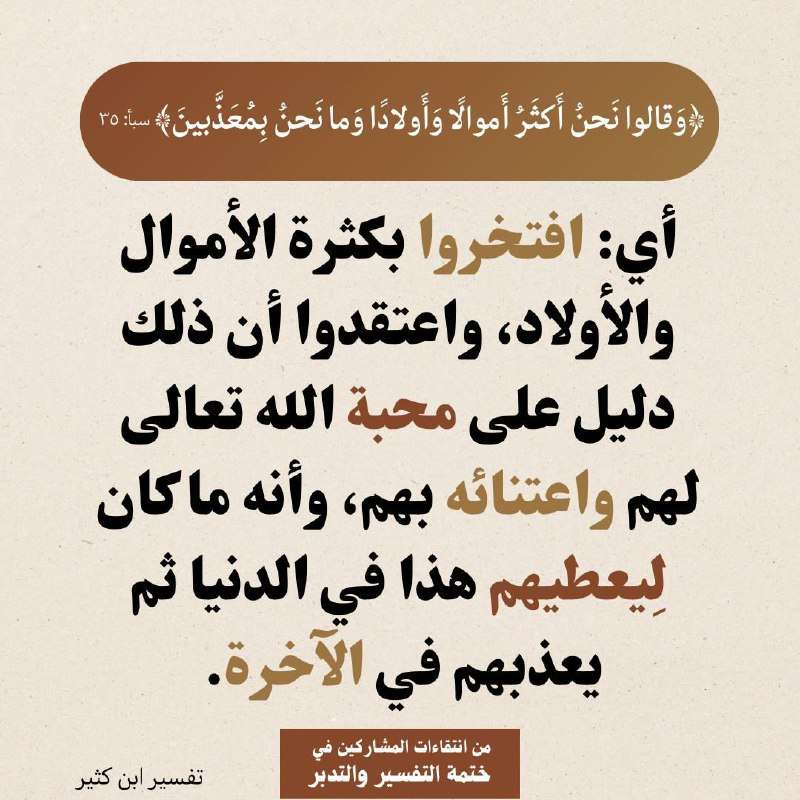 ﴿وَقالوا نَحنُ أَكثَرُ أَموالًا وَأَولادًا وَما نَحنُ بِمُعَذَّبينَ﴾ سبأ: ٣٥
أي: افتخروا بكثرة الأموال
والأولاد، واعتقدوا أن ذلك
دليل على محبة الله تعالى
لهم واعتنائه بهم، وأنه ما كان
لِيعطيهم هذا في الدنيا ثم
يعذبهم في الآخرة.
من انتقاءات المشاركين في
ختمة التفسير والتدبر
تفسير ابن كثير